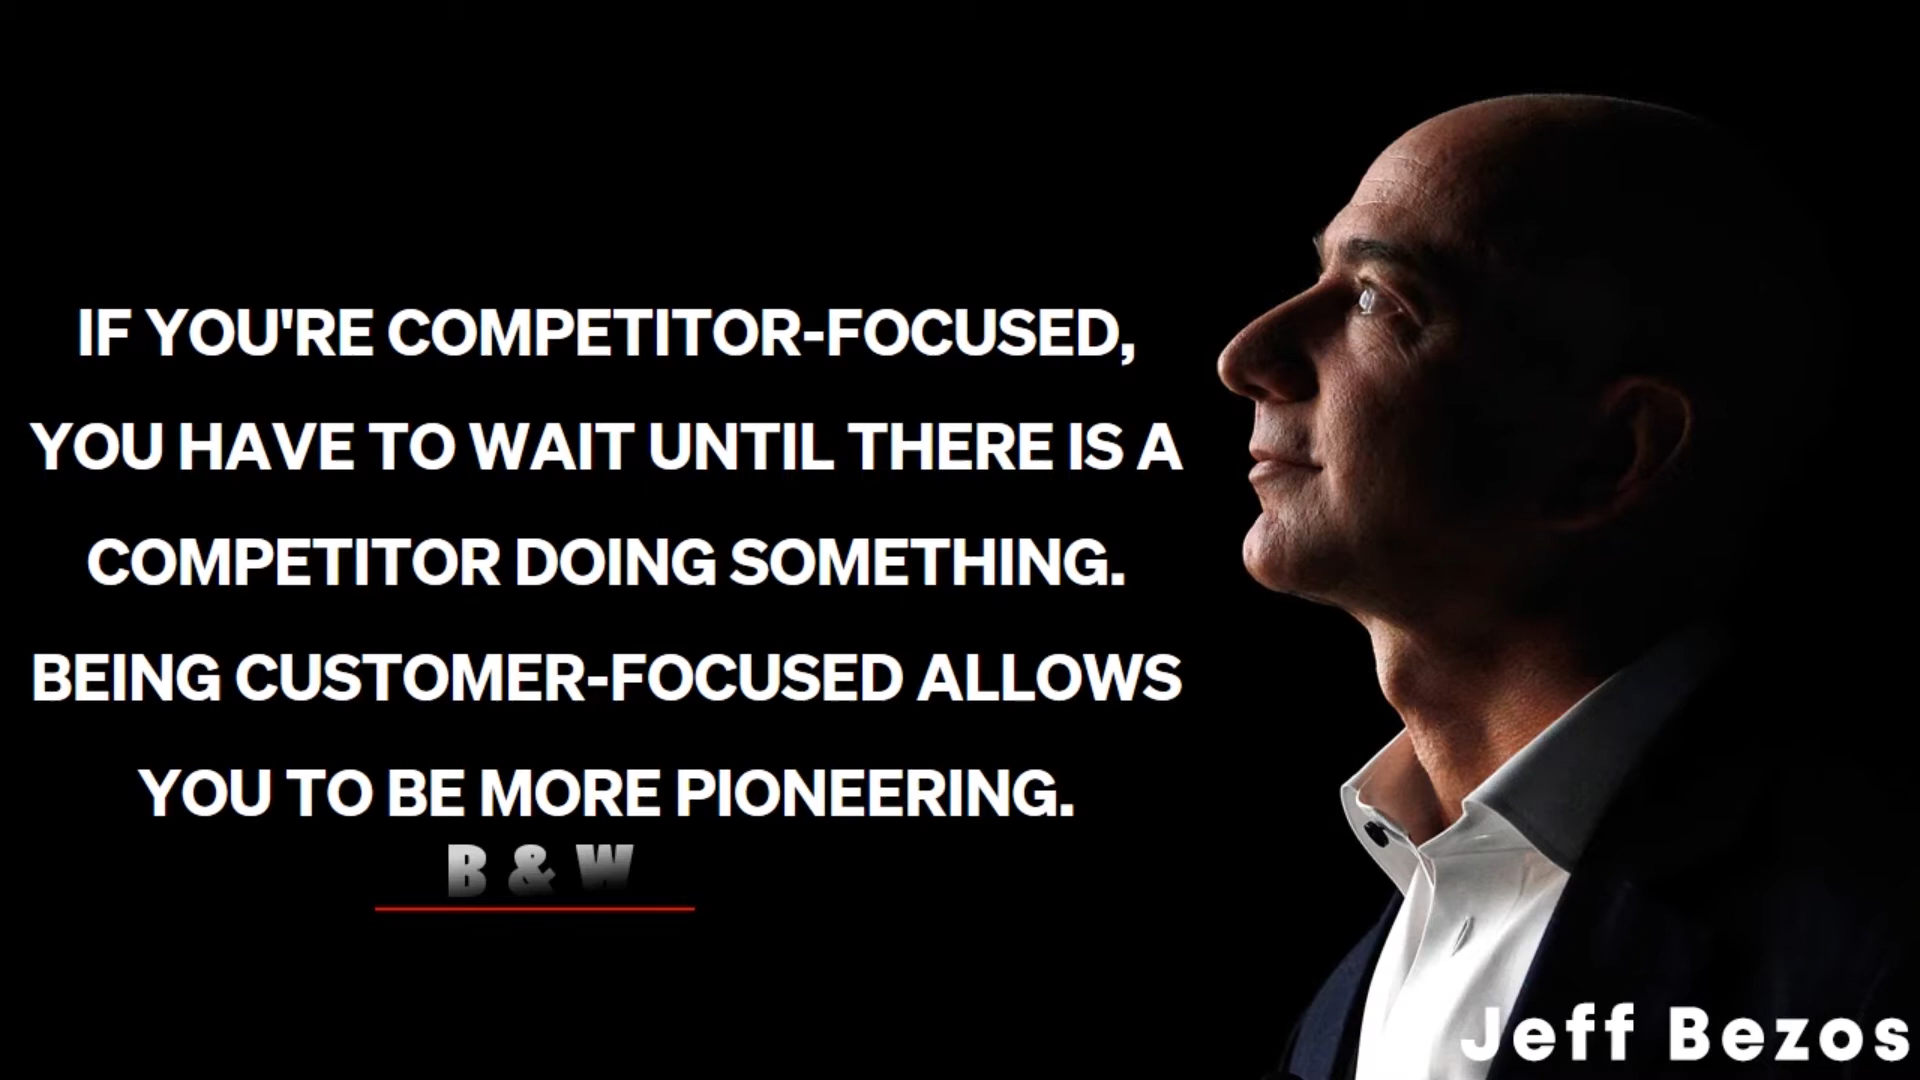 IF YOU'RE COMPETITOR-FOCUSED,
YOU HAVE TO WAIT UNTIL THERE IS A
COMPETITOR DOING SOMETHING.
BEING CUSTOMER-FOCUSED ALLOWS
YOU TO BE MORE PIONEERING.
B & W
Jeff Bezos